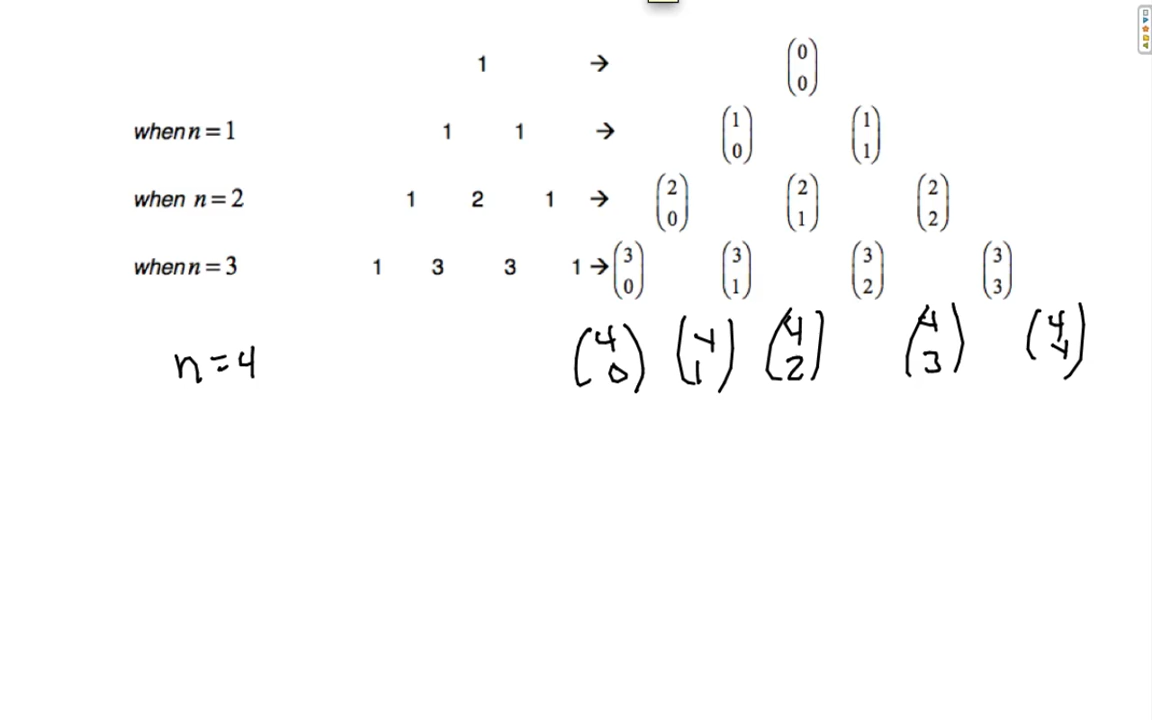 1 → (0 0)
when n = 1 1 1 → (1 0) (1 1)
when n = 2 1 2 1 → (2 0) (2 1) (2 2)
when n = 3 1 3 3 1 → (3 0) (3 1) (3 2) (3 3)
n = 4 (4 0) (4 1) (4 2) (4 3) (4 4)